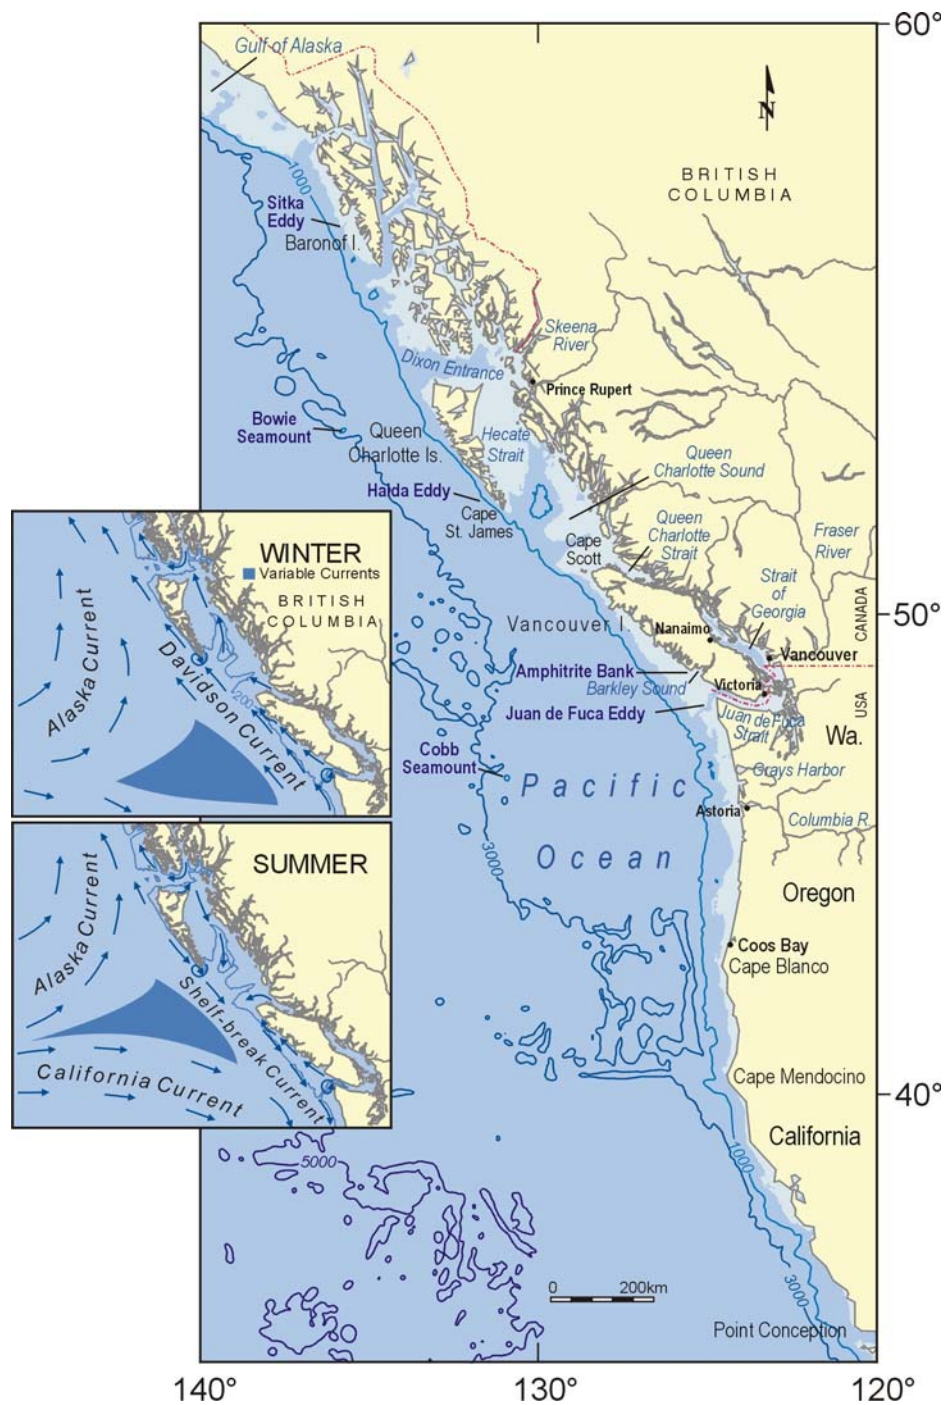 60°
Gulf of Alaska
N
BRITISH
COLUMBIA
1000
Sitka
Eddy
Baronof I.
Skeena
River
Dixon Entrance
Prince Rupert
Bowie
Seamount
Queen
Charlotte Is.
Hecate
Strait
Queen
Charlotte Sound
Haida Eddy
Cape
St. James
Cape
Scott
Queen
Charlotte
Strait
Fraser
River
Strait
of
Georgia
CANADA
50°
Vancouver I.
Nanaimo
Vancouver
Amphitrite Bank
Barkley Sound
Victoria
USA
Juan de Fuca Eddy
Juan de Fuca
Strait
Wa.
Cobb
Seamount
Grays Harbor
Pacific
Ocean
Astoria
Columbia R.
3000
Oregon
Coos Bay
Cape Blanco
Cape Mendocino
40°
California
1000
5000
3000
0 200km
Point Conception
140° 130° 120°
WINTER
Variable Currents
BRITISH
COLUMBIA
Alaska Current
Davidson Current
200
SUMMER
Alaska Current
Shelf-break Current
California Current